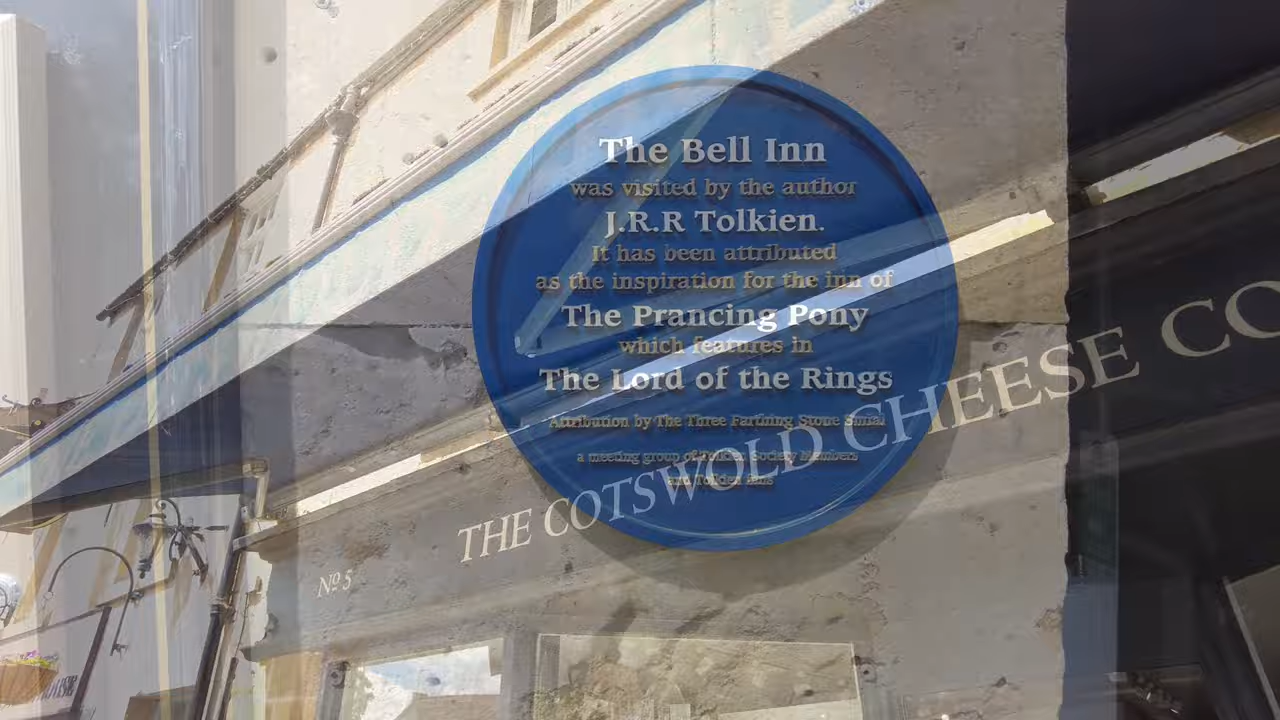 The Bell Inn
was visited by the author
J.R.R Tolkien.
It has been attributed
as the inspiration for the inn of
The Prancing Pony
which features in
The Lord of the Rings
Attribution by The Three Farthing Stone Smial
a meeting group of Tolkien Society Members
and Tolkien fans
THE COTSWOLD CHEESE CO
Nº 5